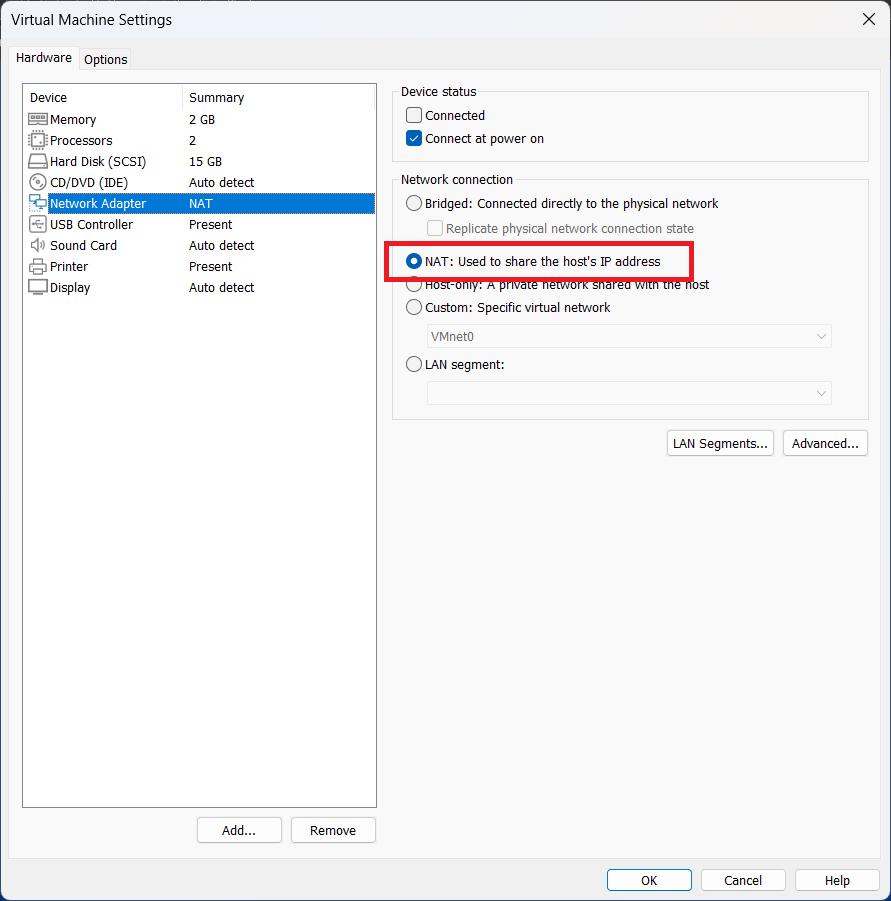 Virtual Machine Settings
Hardware
Options
Device Summary
Memory 2 GB
Processors 2
Hard Disk (SCSI) 15 GB
CD/DVD (IDE) Auto detect
Network Adapter NAT
USB Controller Present
Sound Card Auto detect
Printer Present
Display Auto detect
Add...
Remove
Device status
Connected
Connect at power on
Network connection
Bridged: Connected directly to the physical network
Replicate physical network connection state
NAT: Used to share the host's IP address
Host-only: A private network shared with the host
Custom: Specific virtual network
VMnet0
LAN segment:
LAN Segments...
Advanced...
OK
Cancel
Help